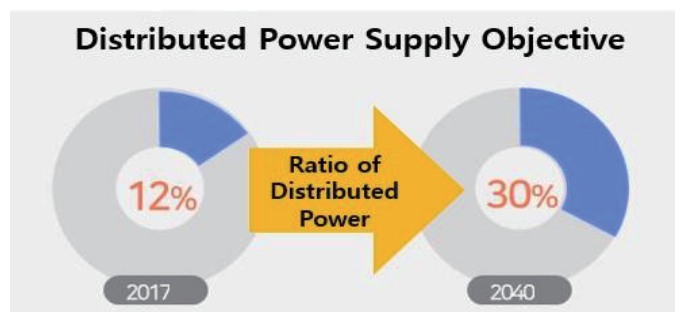 Distributed Power Supply Objective
12%
Ratio of
Distributed
Power
30%
2017
2040